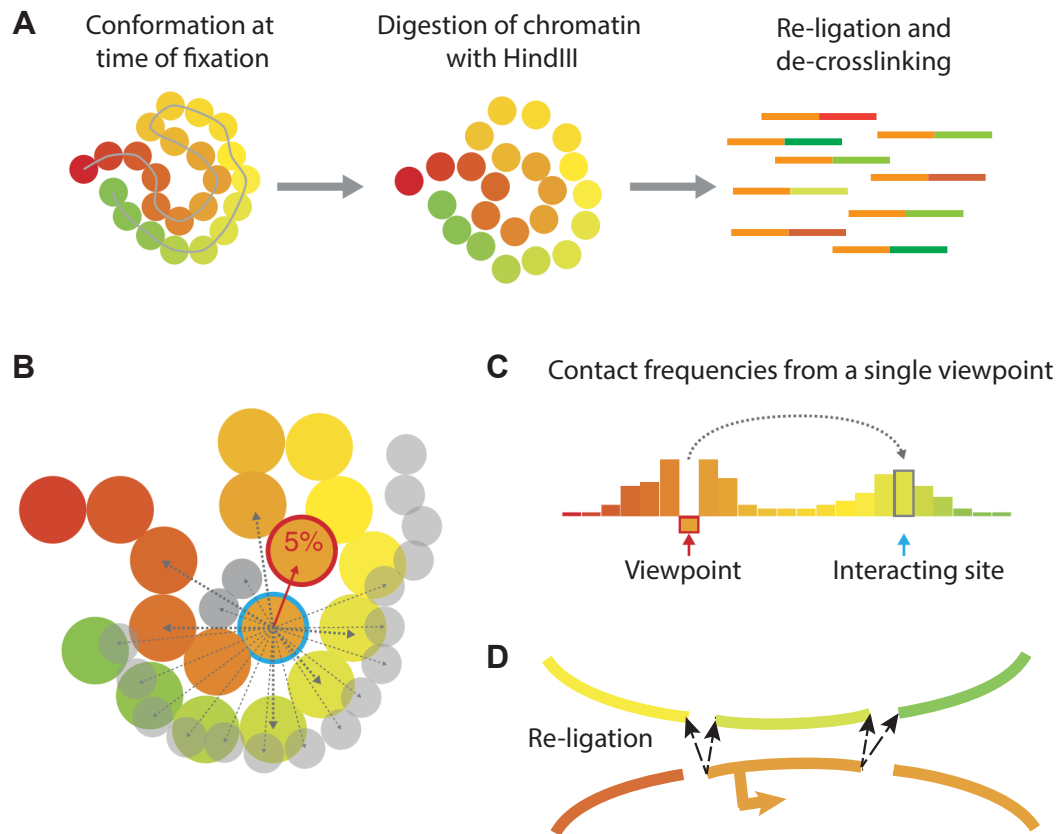 A
Conformation at
time of fixation
Digestion of chromatin
with HindIII
Re-ligation and
de-crosslinking
B
5%
C
Contact frequencies from a single viewpoint
Viewpoint
Interacting site
D
Re-ligation